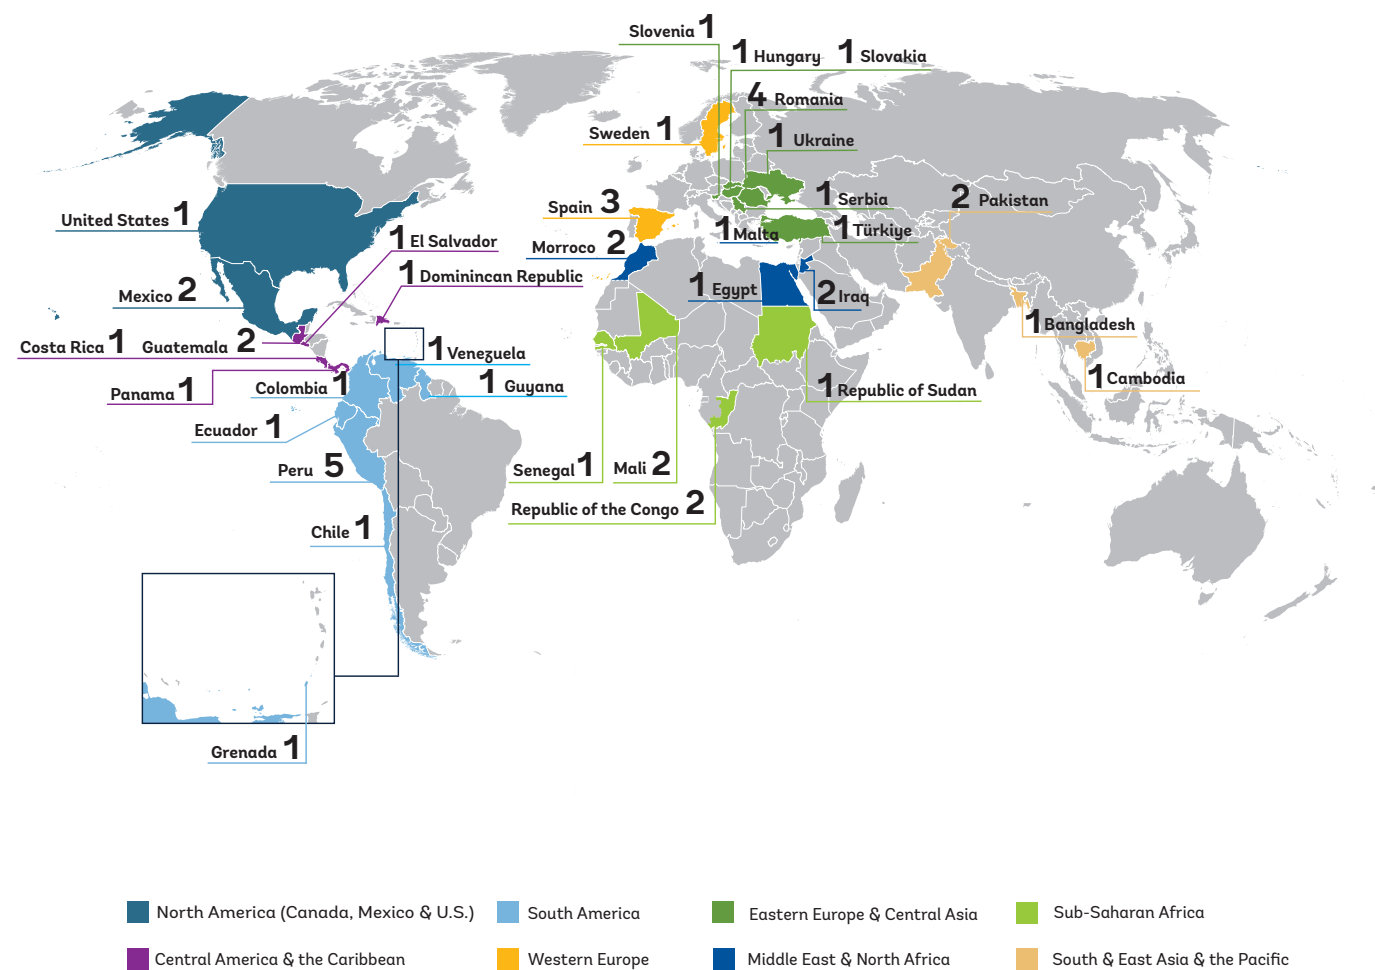 Slovenia 1
1 Hungary 1 Slovakia
4 Romania
Sweden 1
1 Ukraine
Spain 3
1 Serbia
2 Pakistan
United States 1
1 Malta
1 Türkiye
1 El Salvador
Morroco 2
1 Dominincan Republic
Mexico 2
1 Egypt
2 Iraq
1 Bangladesh
Costa Rica 1 Guatemala 2
1 Venezuela
1 Cambodia
Panama 1
Colombia 1
1 Guyana
1 Republic of Sudan
Ecuador 1
Peru 5
Senegal 1
Mali 2
Republic of the Congo 2
Chile 1
Grenada 1
North America (Canada, Mexico & U.S.)
South America
Eastern Europe & Central Asia
Sub-Saharan Africa
Central America & the Caribbean
Western Europe
Middle East & North Africa
South & East Asia & the Pacific